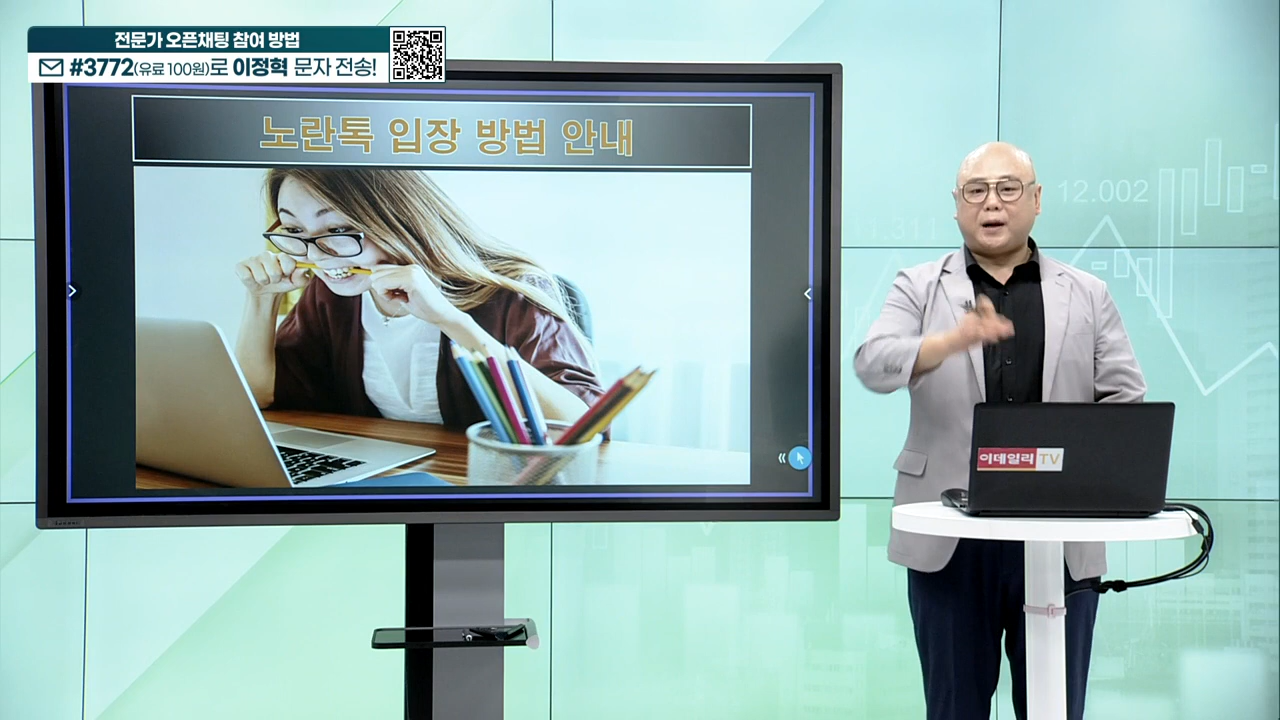 전문가 오픈채팅 참여 방법
#3772(유료 100원)로 이정혁 문자 전송!
노란톡 입장 방법 안내
12.002
1.311
이데일리TV